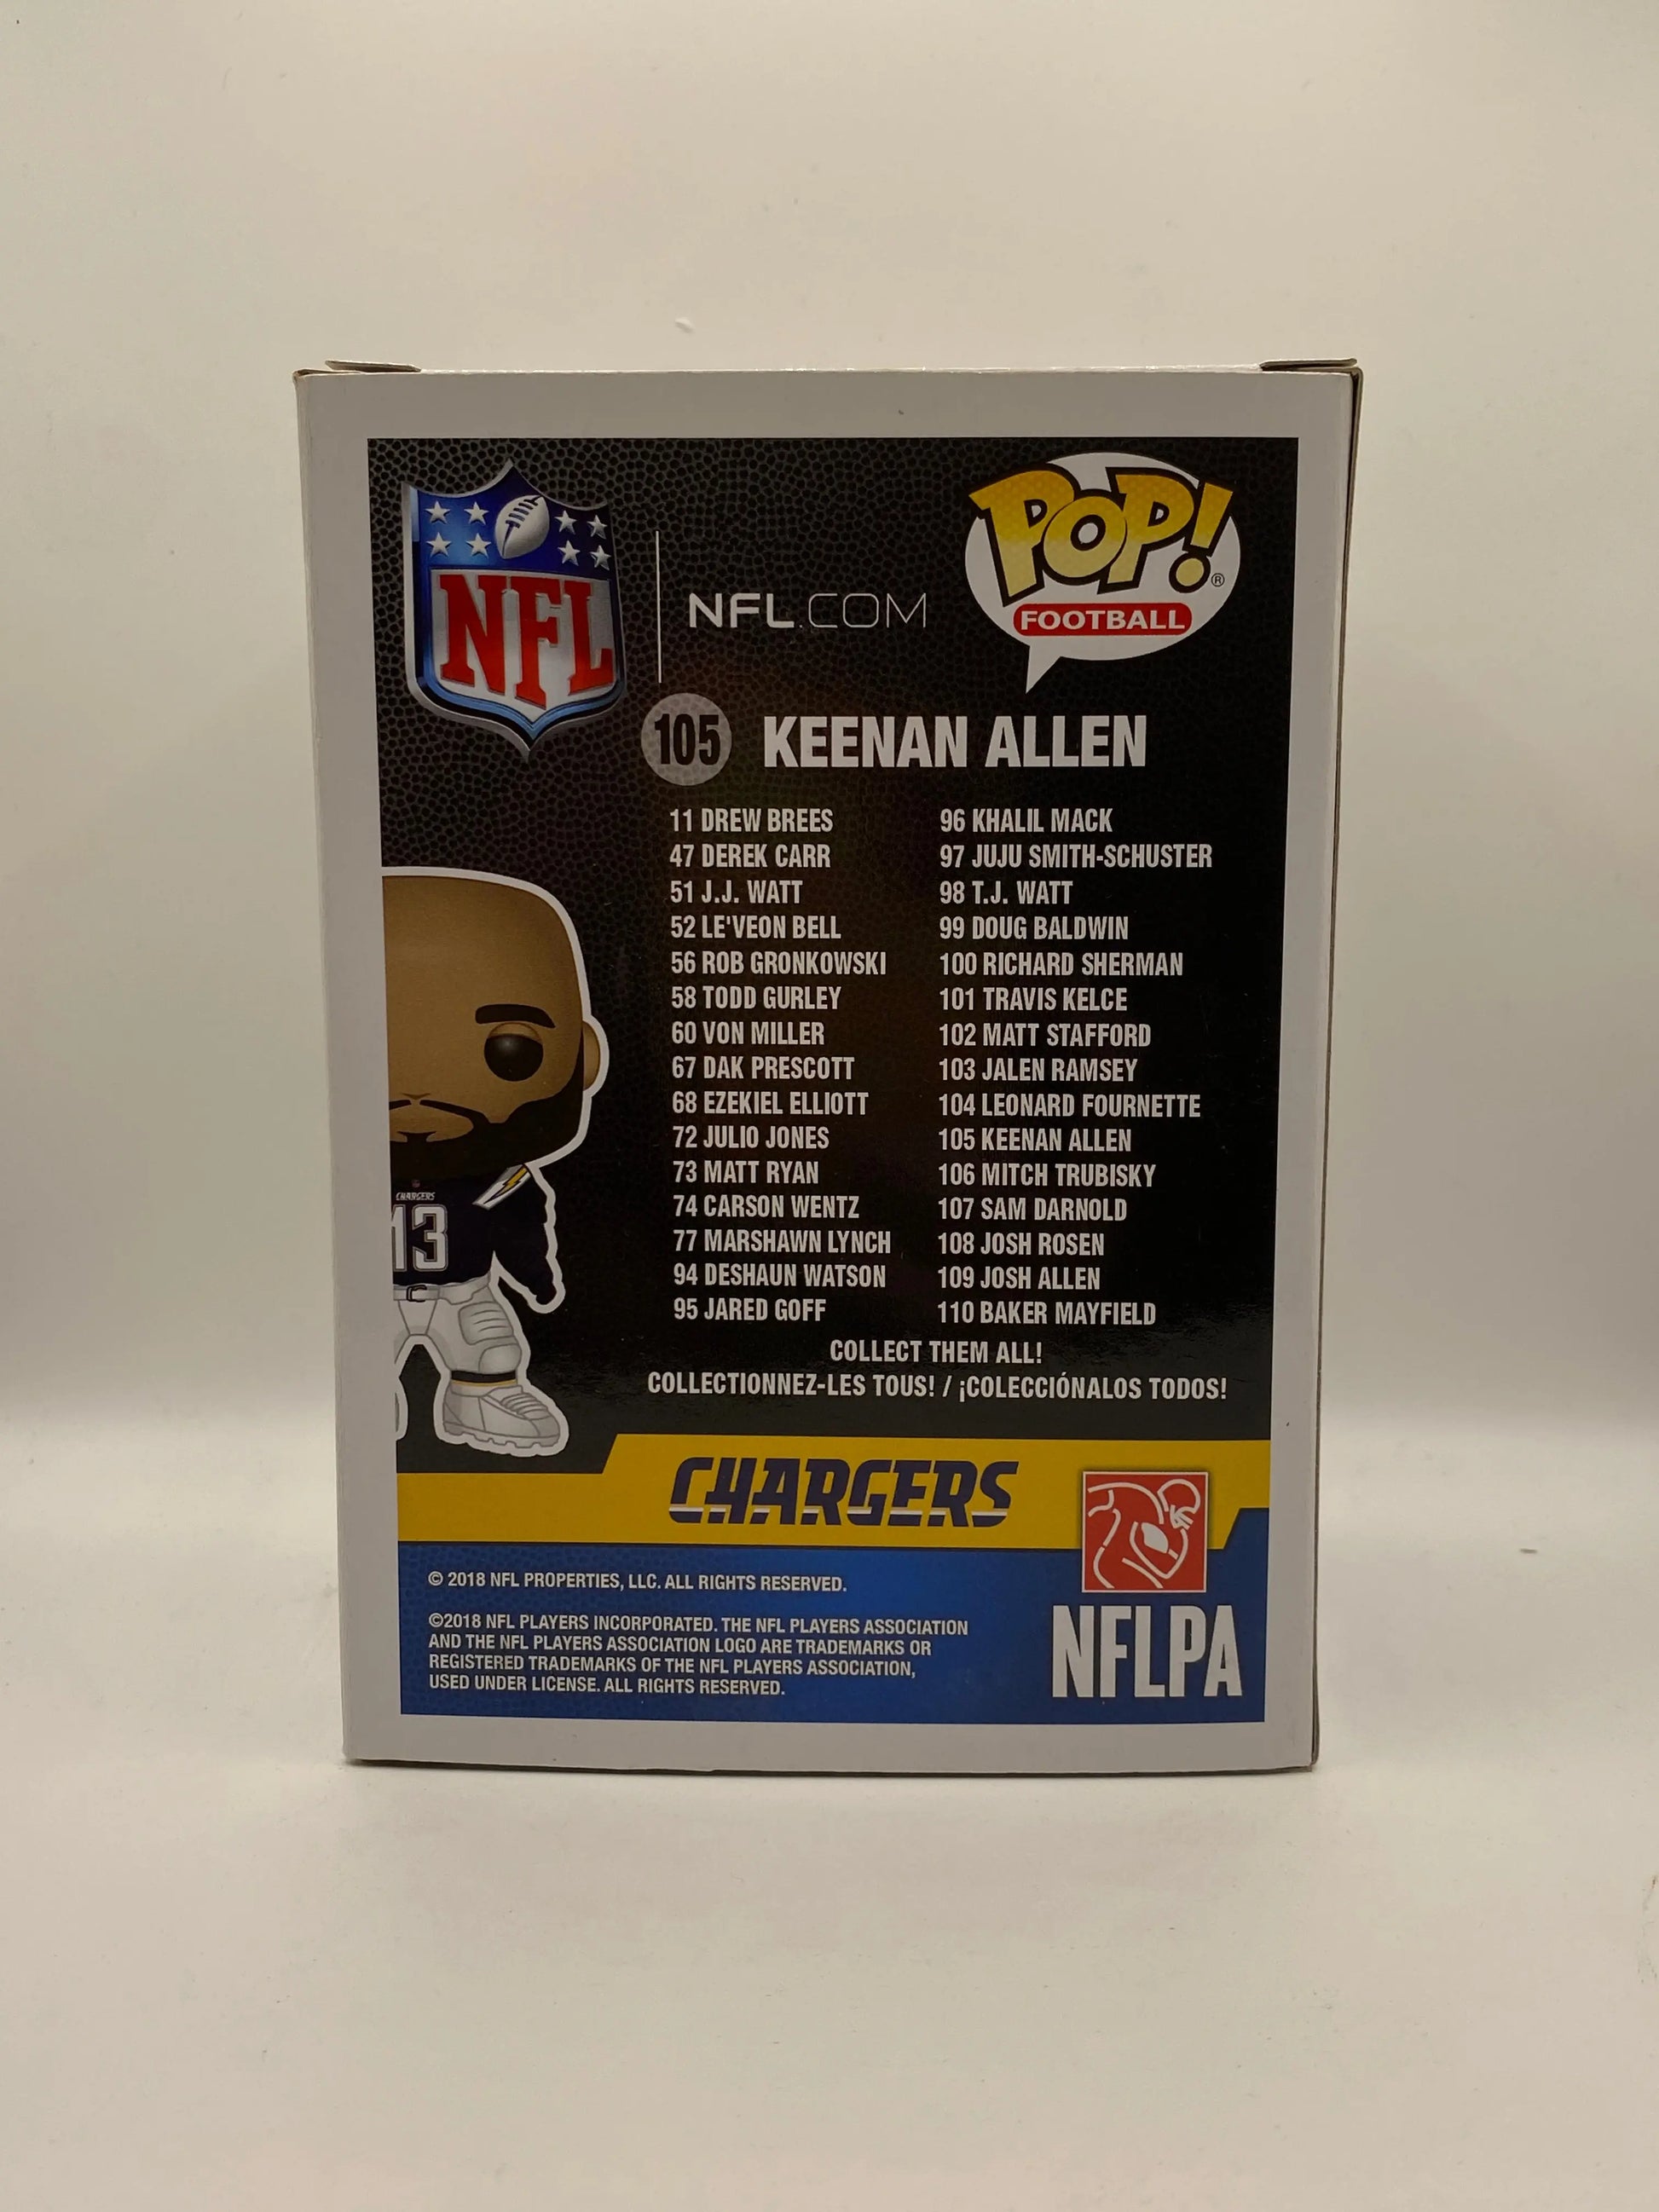 NFL
NFL.COM
POP!®
FOOTBALL
105 KEENAN ALLEN
11 DREW BREES
47 DEREK CARR
51 J.J. WATT
52 LE'VEON BELL
56 ROB GRONKOWSKI
58 TODD GURLEY
60 VON MILLER
67 DAK PRESCOTT
68 EZEKIEL ELLIOTT
72 JULIO JONES
73 MATT RYAN
74 CARSON WENTZ
77 MARSHAWN LYNCH
94 DESHAUN WATSON
95 JARED GOFF
96 KHALIL MACK
97 JUJU SMITH-SCHUSTER
98 T.J. WATT
99 DOUG BALDWIN
100 RICHARD SHERMAN
101 TRAVIS KELCE
102 MATT STAFFORD
103 JALEN RAMSEY
104 LEONARD FOURNETTE
105 KEENAN ALLEN
106 MITCH TRUBISKY
107 SAM DARNOLD
108 JOSH ROSEN
109 JOSH ALLEN
110 BAKER MAYFIELD
COLLECT THEM ALL!
COLLECTIONNEZ-LES TOUS! / ¡COLECCIÓNALOS TODOS!
CHARGERS
13
CHARGERS
© 2018 NFL PROPERTIES, LLC. ALL RIGHTS RESERVED.
©2018 NFL PLAYERS INCORPORATED. THE NFL PLAYERS ASSOCIATION
AND THE NFL PLAYERS ASSOCIATION LOGO ARE TRADEMARKS OR
REGISTERED TRADEMARKS OF THE NFL PLAYERS ASSOCIATION,
USED UNDER LICENSE. ALL RIGHTS RESERVED.
NFLPA